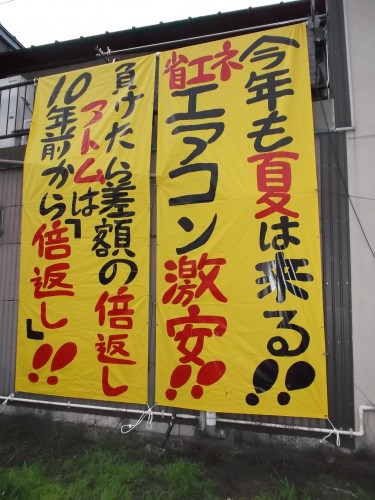 今年も夏は来る!!
省エネエアコン激安!!
負けたら差額の倍返し
アトムは「
10年前から倍返し」!!